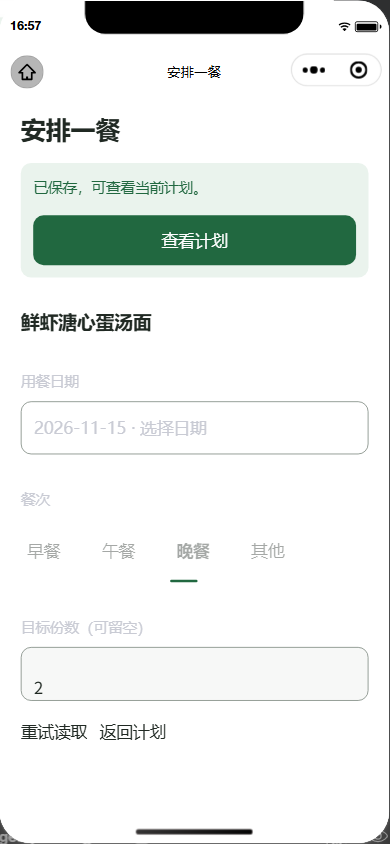 16:57
安排一餐
安排一餐
已保存，可查看当前计划。
查看计划
鲜虾溏心蛋汤面
用餐日期
2026-11-15 · 选择日期
餐次
早餐 午餐 晚餐 其他
目标份数（可留空）
2
重试读取 返回计划